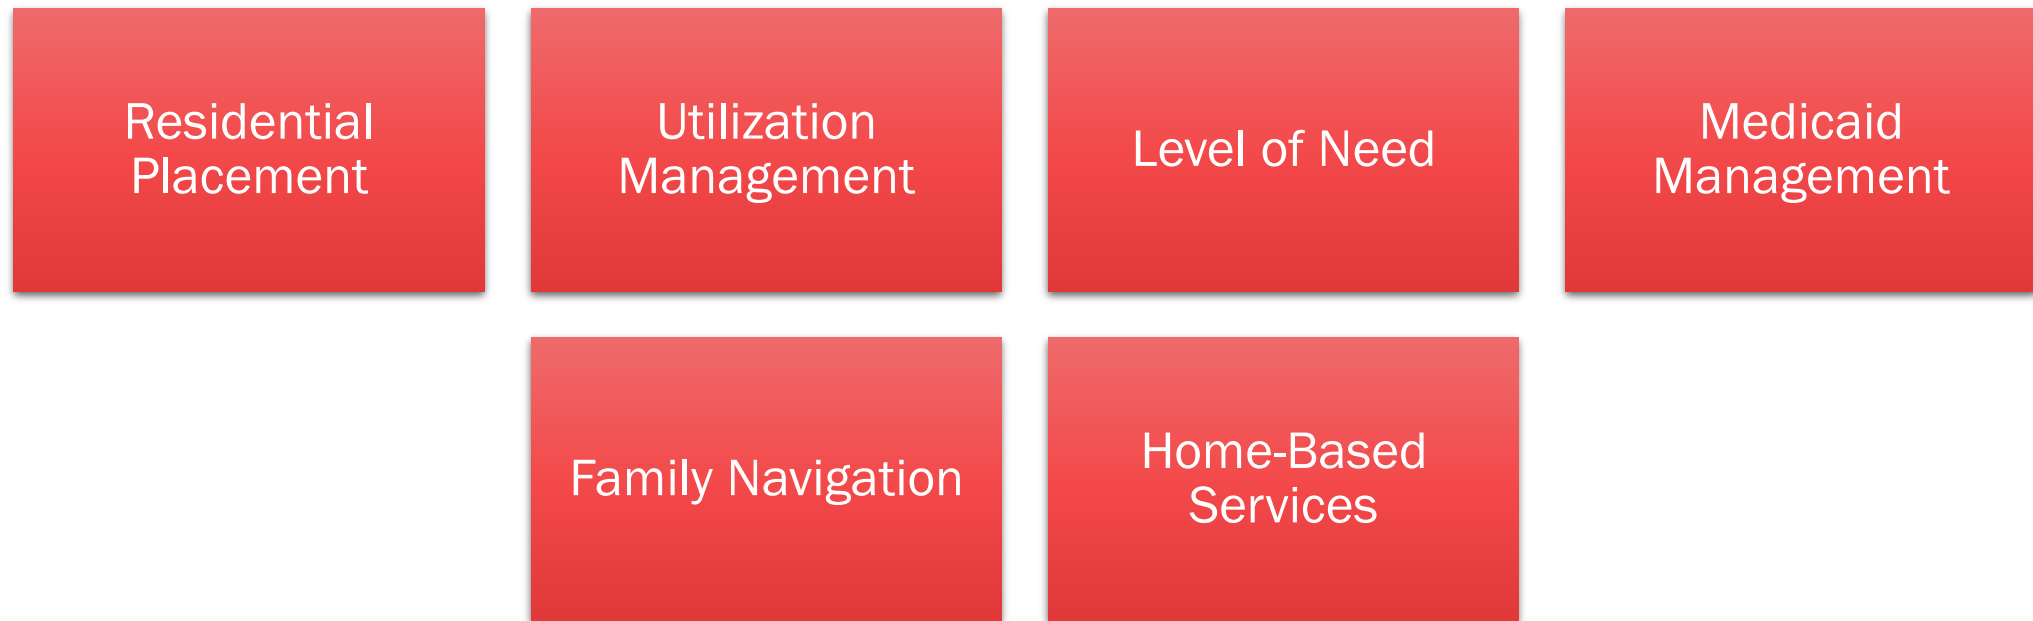 Residential
Placement
Utilization
Management
Level of Need
Medicaid
Management
Family Navigation
Home-Based
Services